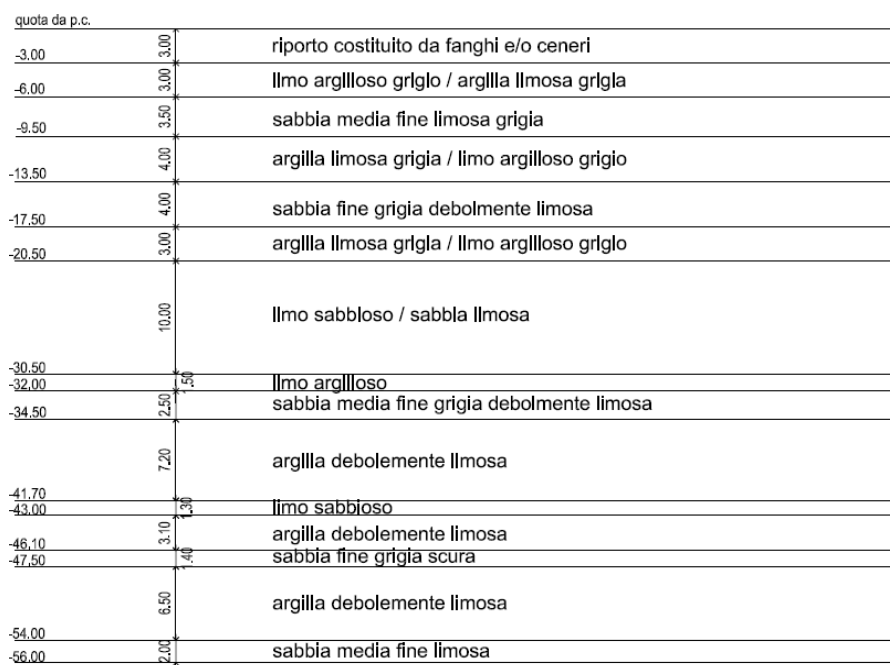 quota da p.c.
3.00 riporto costituito da fanghi e/o ceneri
-3.00
3.00 limo argilloso grigio / argilla limosa grigia
-6.00
3.50 sabbia media fine limosa grigia
-9.50
4.00 argilla limosa grigia / limo argilloso grigio
-13.50
4.00 sabbia fine grigia debolmente limosa
-17.50
3.00 argilla limosa grigia / limo argilloso grigio
-20.50
10.00 limo sabbioso / sabbia limosa
-30.50
1.50 limo argilloso
-32.00
2.50 sabbia media fine grigia debolmente limosa
-34.50
7.20 argilla debolemente limosa
-41.70
1.30 limo sabbioso
-43.00
3.10 argilla debolemente limosa
-46.10
1.40 sabbia fine grigia scura
-47.50
6.50 argilla debolemente limosa
-54.00
2.00 sabbia media fine limosa
-56.00